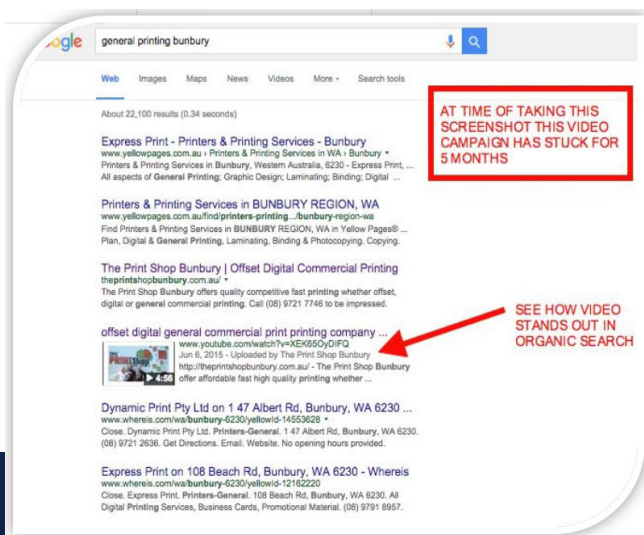 ogle general printing bunbury
Web Images Maps News Videos More Search tools
About 22,100 results (0.34 seconds)
Express Print - Printers & Printing Services - Bunbury
www.yellowpages.com.au › Printers & Printing Services in WA › Bunbury
Printers & Printing Services in Bunbury, Western Australia, 6230 - Express Print, ...
All aspects of General Printing; Graphic Design; Laminating; Binding; Digital ...
Printers & Printing Services in BUNBURY REGION, WA
www.yellowpages.com.au/find/printers-printing.../bunbury-region-wa
Find Printers & Printing Services in BUNBURY REGION, WA in Yellow Pages® ...
Plan, Digital & General Printing, Laminating, Binding & Photocopying. Copying.
The Print Shop Bunbury | Offset Digital Commercial Printing
theprintshopbunbury.com.au/
The Print Shop Bunbury offers quality competitive fast printing whether offset,
digital or general commercial printing. Call (08) 9721 7746 to be impressed.
offset digital general commercial print printing company ...
www.youtube.com/watch?v=XEK65OyDIFQ
Jun 6, 2015 - Uploaded by The Print Shop Bunbury
http://theprintshopbunbury.com.au/ - The Print Shop Bunbury
offer affordable fast high quality printing whether ...
PRINTShop
4:56
Dynamic Print Pty Ltd on 1 47 Albert Rd, Bunbury, WA 6230 ...
www.whereis.com/wa/bunbury-6230/yellowId-14553628
Close. Dynamic Print Pty Ltd. Printers-General. 1 47 Albert Rd, Bunbury, WA 6230.
(08) 9721 2636. Get Directions. Email. Website. No opening hours provided.
Express Print on 108 Beach Rd, Bunbury, WA 6230 - Whereis
www.whereis.com/wa/bunbury-6230/yellowId-12162220
Close. Express Print. Printers-General. 108 Beach Rd, Bunbury, WA 6230. All
Digital Printing Services, Business Cards, Promotional Material. (08) 9791 8957.
AT TIME OF TAKING THIS
SCREENSHOT THIS VIDEO
CAMPAIGN HAS STUCK FOR
5 MONTHS
SEE HOW VIDEO
STANDS OUT IN
ORGANIC SEARCH